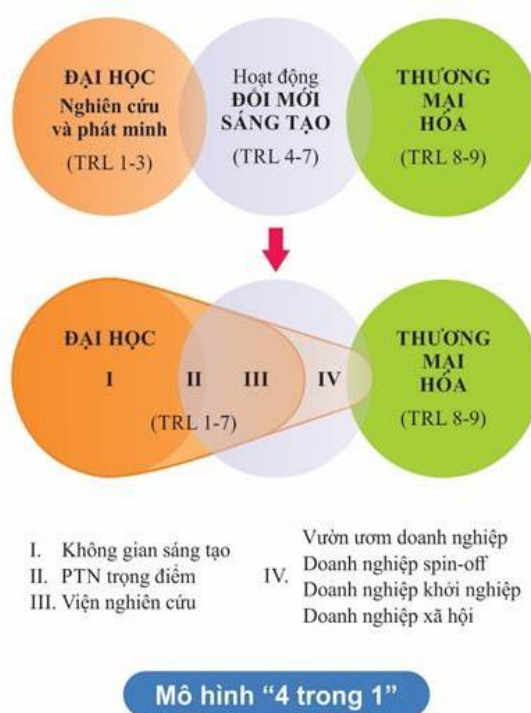 ĐẠI HỌC
Nghiên cứu
và phát minh
(TRL 1-3)
Hoạt động
ĐỔI MỚI
SÁNG TẠO
(TRL 4-7)
THƯƠNG
MẠI
HÓA
(TRL 8-9)
ĐẠI HỌC
I II III IV
(TRL 1-7)
THƯƠNG
MẠI
HÓA
(TRL 8-9)
I. Không gian sáng tạo
II. PTN trọng điểm
III. Viện nghiên cứu
IV.
Vườn ươm doanh nghiệp
Doanh nghiệp spin-off
Doanh nghiệp khởi nghiệp
Doanh nghiệp xã hội
Mô hình “4 trong 1”